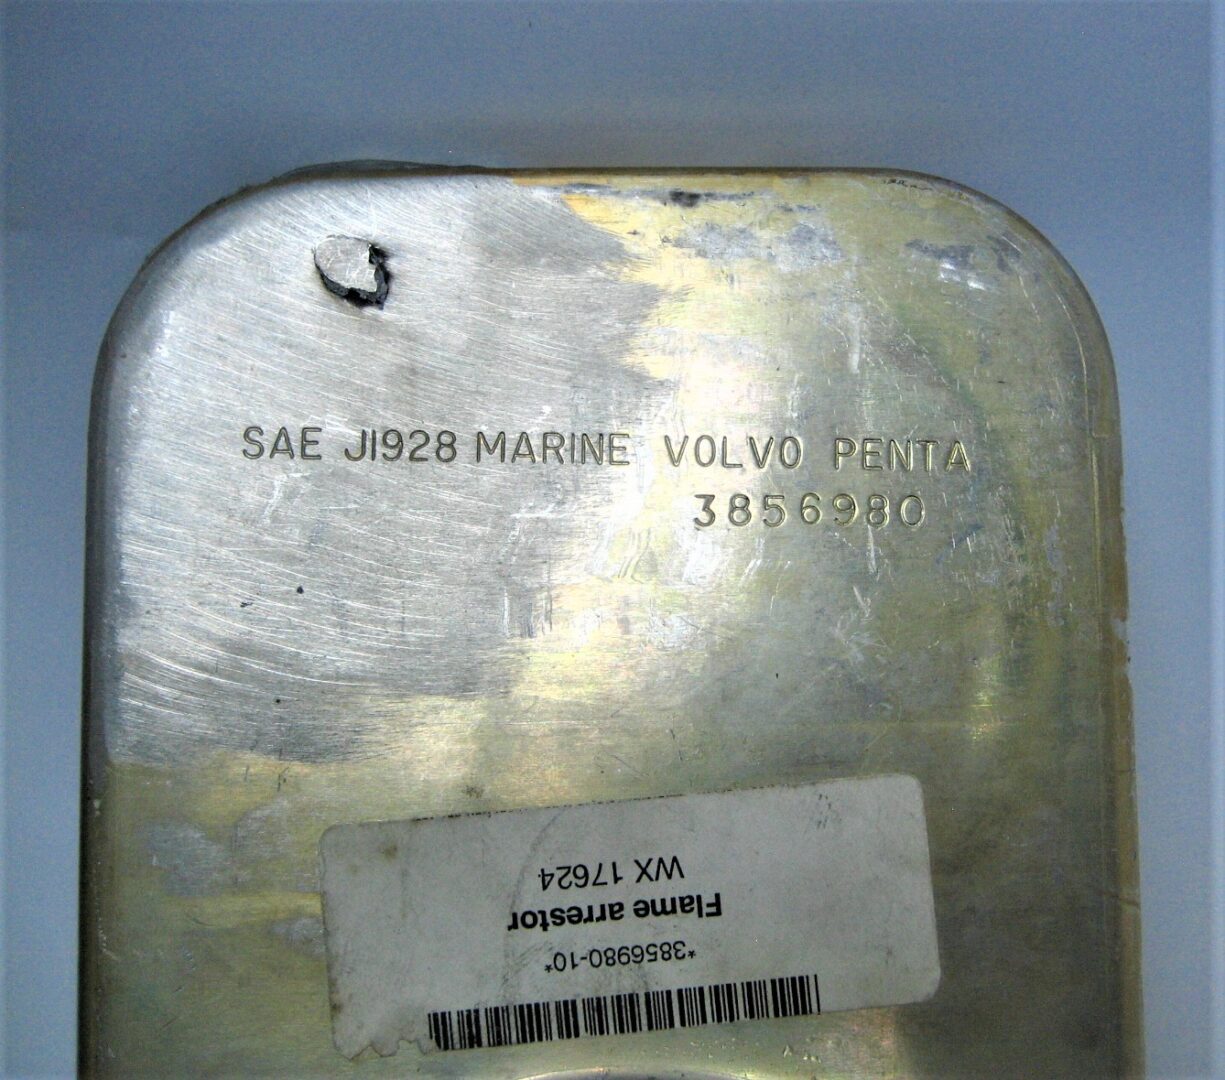 SAE J1928 MARINE VOLVO PENTA
3856980
*3856980-10*
Flame arrestor
WX 17624